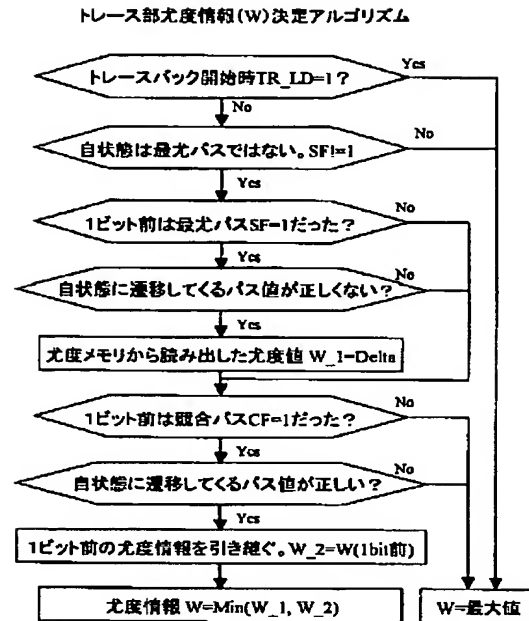 トレース部尤度情報(W)決定アルゴリズム
トレースバック開始時TR_LD=1？
Yes
No
自状態は最尤パスではない。SF!=1
No
Yes
1ビット前は最尤パスSF=1だった？
No
Yes
自状態に遷移してくるパス値が正しくない？
No
Yes
尤度メモリから読み出した尤度値 W_1=Delta
1ビット前は競合パスCF=1だった？
No
Yes
自状態に遷移してくるパス値が正しい？
No
Yes
1ビット前の尤度情報を引き継ぐ。W_2=W(1bit前)
尤度情報 W=Min(W_1, W_2)
W=最大値